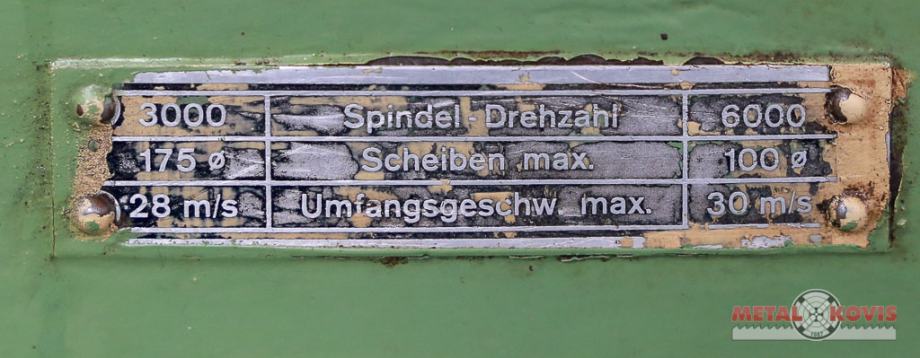 3000 Spindel-Drehzahl 6000
175 ø Scheiben max. 100 ø
28 m/s Umfangsgeschw. max. 30 m/s
METAL KOVIS